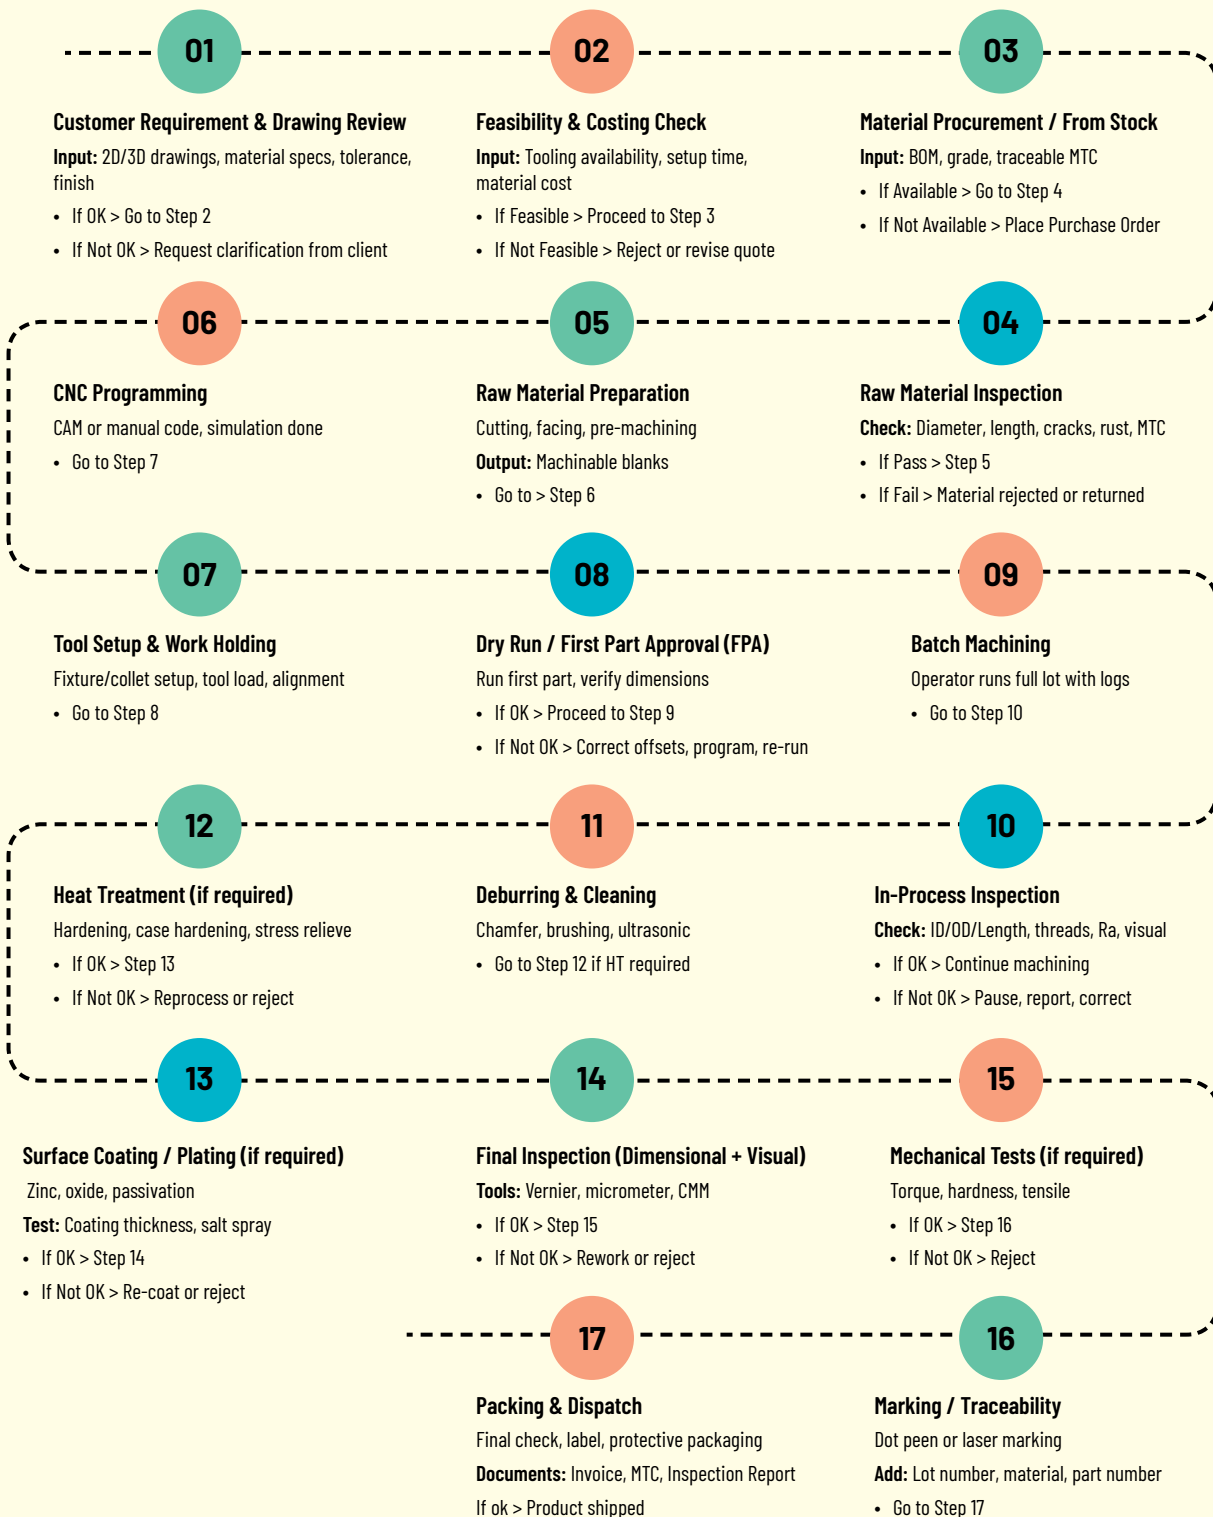 01
02
03
Customer Requirement & Drawing Review
Input: 2D/3D drawings, material specs, tolerance,
finish
• If OK > Go to Step 2
• If Not OK > Request clarification from client
Feasibility & Costing Check
Input: Tooling availability, setup time,
material cost
• If Feasible > Proceed to Step 3
• If Not Feasible > Reject or revise quote
Material Procurement / From Stock
Input: BOM, grade, traceable MTC
• If Available > Go to Step 4
• If Not Available > Place Purchase Order
06
05
04
CNC Programming
CAM or manual code, simulation done
• Go to Step 7
Raw Material Preparation
Cutting, facing, pre-machining
Output: Machinable blanks
• Go to > Step 6
Raw Material Inspection
Check: Diameter, length, cracks, rust, MTC
• If Pass > Step 5
• If Fail > Material rejected or returned
07
08
09
Tool Setup & Work Holding
Fixture/collet setup, tool load, alignment
• Go to Step 8
Dry Run / First Part Approval (FPA)
Run first part, verify dimensions
• If OK > Proceed to Step 9
• If Not OK > Correct offsets, program, re-run
Batch Machining
Operator runs full lot with logs
• Go to Step 10
12
11
10
Heat Treatment (if required)
Hardening, case hardening, stress relieve
• If OK > Step 13
• If Not OK > Reprocess or reject
Deburring & Cleaning
Chamfer, brushing, ultrasonic
• Go to Step 12 if HT required
In-Process Inspection
Check: ID/OD/Length, threads, Ra, visual
• If OK > Continue machining
• If Not OK > Pause, report, correct
13
14
15
Surface Coating / Plating (if required)
Zinc, oxide, passivation
Test: Coating thickness, salt spray
• If OK > Step 14
• If Not OK > Re-coat or reject
Final Inspection (Dimensional + Visual)
Tools: Vernier, micrometer, CMM
• If OK > Step 15
• If Not OK > Rework or reject
Mechanical Tests (if required)
Torque, hardness, tensile
• If OK > Step 16
• If Not OK > Reject
17
16
Packing & Dispatch
Final check, label, protective packaging
Documents: Invoice, MTC, Inspection Report
If ok > Product shipped
Marking / Traceability
Dot peen or laser marking
Add: Lot number, material, part number
• Go to Step 17